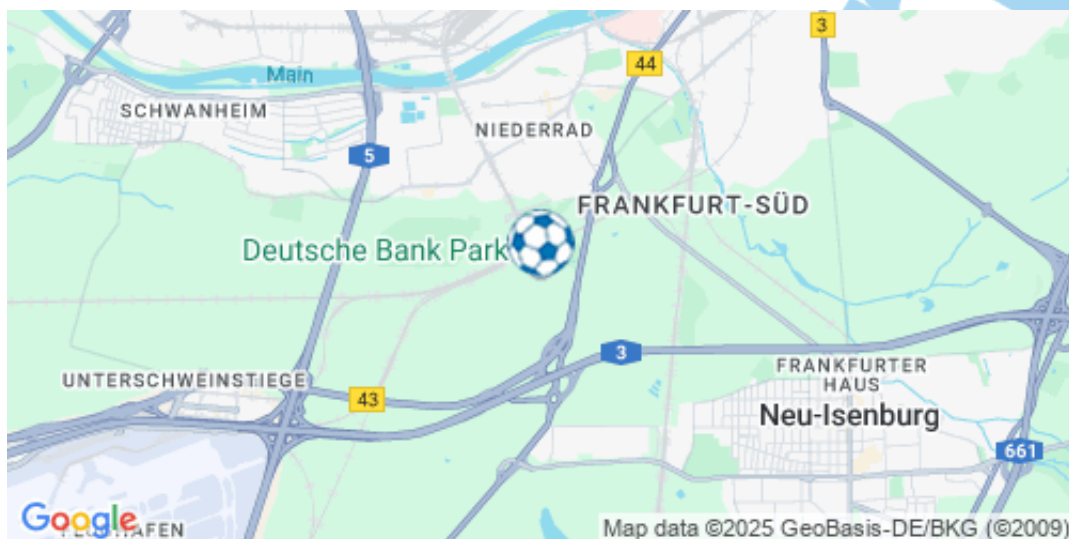 3
44
Main
SCHWANHEIM
NIEDERRAD
5
FRANKFURT-SÜD
Deutsche Bank Park
3
FRANKFURTER
HAUS
UNTERSCHWEINSTIEGE
43
Neu-Isenburg
661
Google
HAFEN
Map data ©2025 GeoBasis-DE/BKG (©2009)